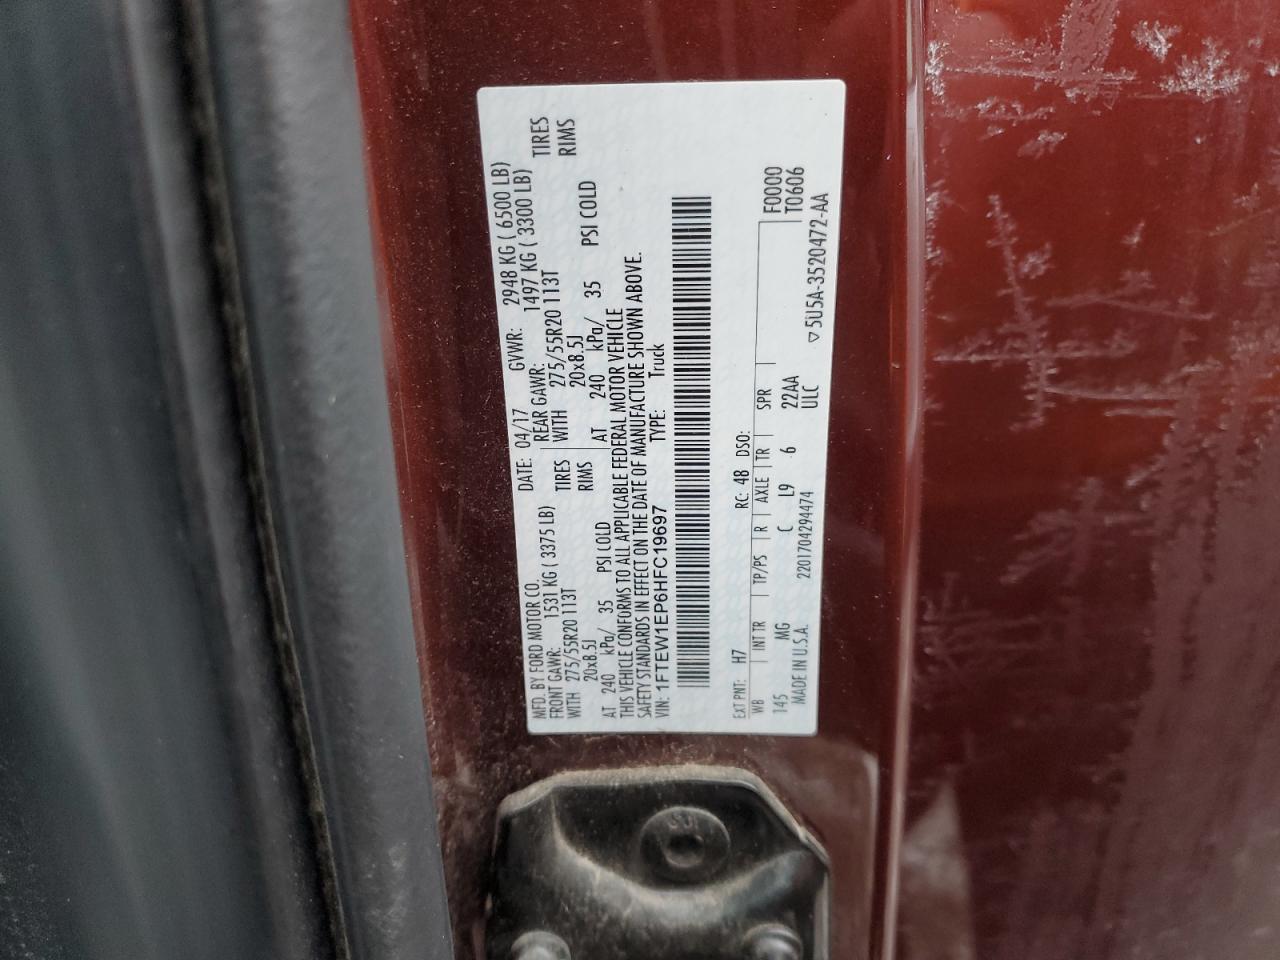 MFD. BY FORD MOTOR CO.
DATE: 04/17 GVWR: 2948 KG ( 6500 LB)
FRONT GAWR: 1531 KG ( 3375 LB)
REAR GAWR: 1497 KG ( 3300 LB)
WITH 275/55R20 113T TIRES
WITH 275/55R20 113T TIRES
20x8.5J RIMS
20x8.5J RIMS
AT 240 kPa/ 35 PSI COLD
AT 240 kPa/ 35 PSI COLD
THIS VEHICLE CONFORMS TO ALL APPLICABLE FEDERAL MOTOR VEHICLE
SAFETY STANDARDS IN EFFECT ON THE DATE OF MANUFACTURE SHOWN ABOVE.
VIN: 1FTEW1EP6HFC19697 TYPE: Truck
EXT PNT: H7 RC: 48 DSO:
F0000
WB INT TR TP/PS R AXLE TR SPR T0606
145 MG C L9 6 22AA
MADE IN U.S.A. 2201704294474 ULC ▽5U5A-3520472-AA